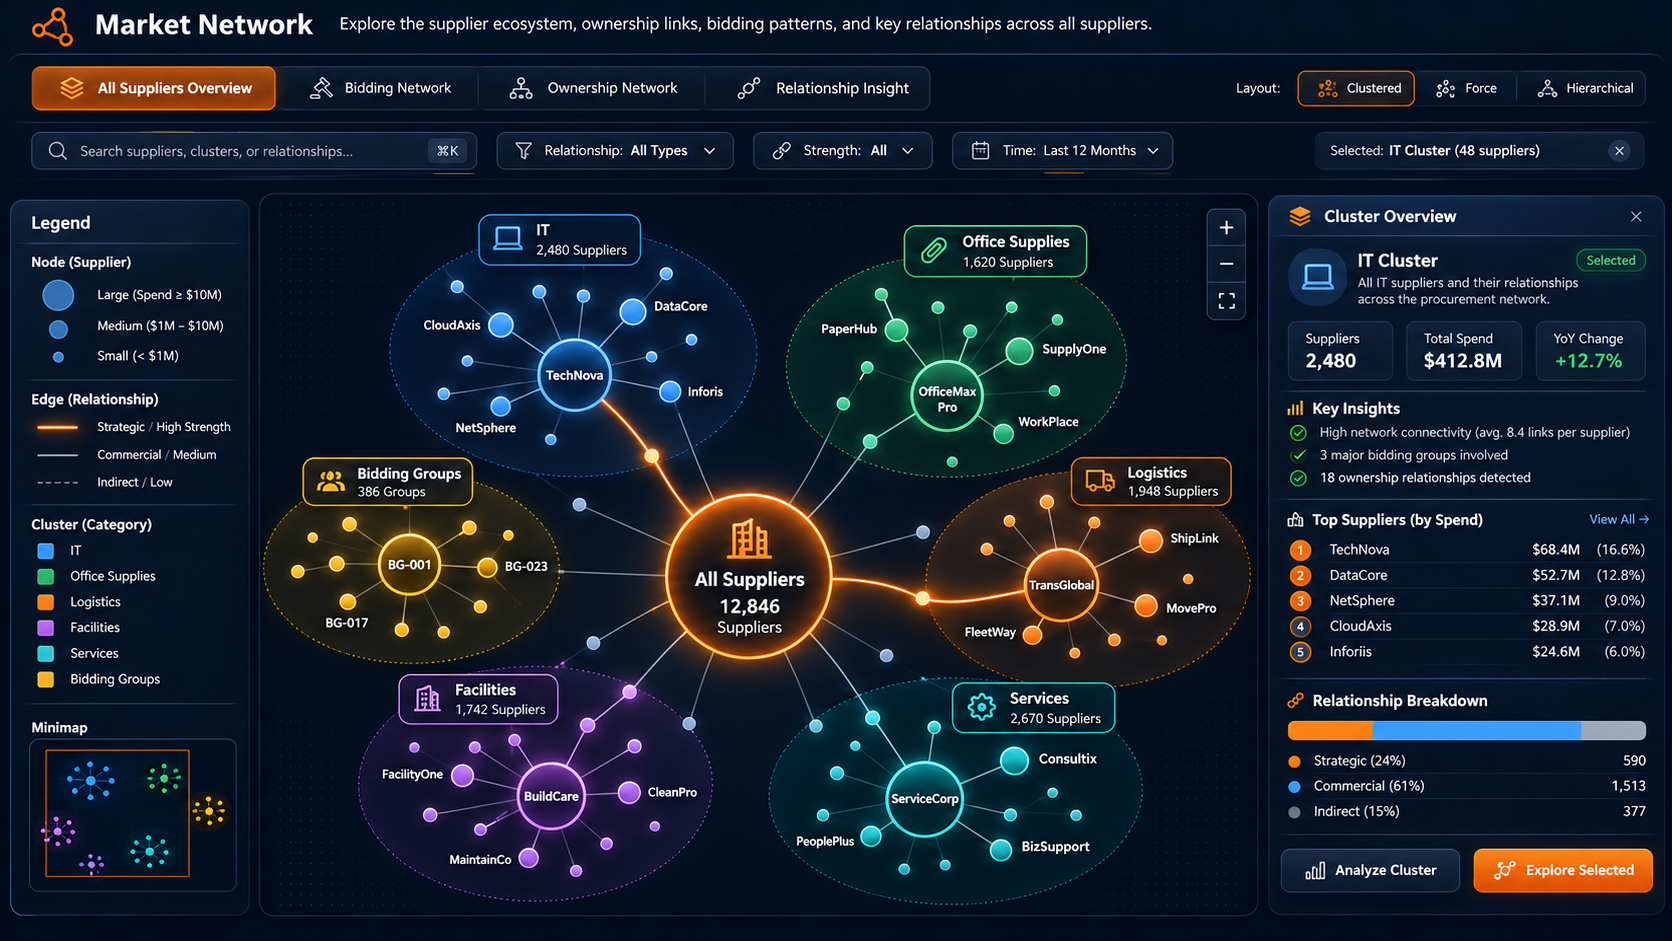 Market Network
Explore the supplier ecosystem, ownership links, bidding patterns, and key relationships across all suppliers.
All Suppliers Overview
Bidding Network
Ownership Network
Relationship Insight
Layout:
Clustered
Force
Hierarchical
Search suppliers, clusters, or relationships...
⌘K
Relationship: All Types
Strength: All
Time: Last 12 Months
Selected: IT Cluster (48 suppliers)
Legend
Node (Supplier)
Large (Spend ≥ $10M)
Medium ($1M – $10M)
Small (< $1M)
Edge (Relationship)
Strategic / High Strength
Commercial / Medium
Indirect / Low
Cluster (Category)
IT
Office Supplies
Logistics
Facilities
Services
Bidding Groups
Minimap
IT
2,480 Suppliers
CloudAxis
DataCore
TechNova
Inforis
NetSphere
Office Supplies
1,620 Suppliers
PaperHub
SupplyOne
OfficeMax
Pro
WorkPlace
Bidding Groups
386 Groups
BG-001
BG-023
BG-017
All Suppliers
12,846
Suppliers
Logistics
1,948 Suppliers
ShipLink
TransGlobal
MovePro
FleetWay
Facilities
1,742 Suppliers
FacilityOne
BuildCare
CleanPro
MaintainCo
Services
2,670 Suppliers
Consultix
ServiceCorp
PeoplePlus
BizSupport
Cluster Overview
IT Cluster
Selected
All IT suppliers and their relationships
across the procurement network.
Suppliers
2,480
Total Spend
$412.8M
YoY Change
+12.7%
Key Insights
High network connectivity (avg. 8.4 links per supplier)
3 major bidding groups involved
18 ownership relationships detected
Top Suppliers (by Spend)
View All →
1 TechNova $68.4M (16.6%)
2 DataCore $52.7M (12.8%)
3 NetSphere $37.1M (9.0%)
4 CloudAxis $28.9M (7.0%)
5 Inforiis $24.6M (6.0%)
Relationship Breakdown
Strategic (24%) 590
Commercial (61%) 1,513
Indirect (15%) 377
Analyze Cluster
Explore Selected